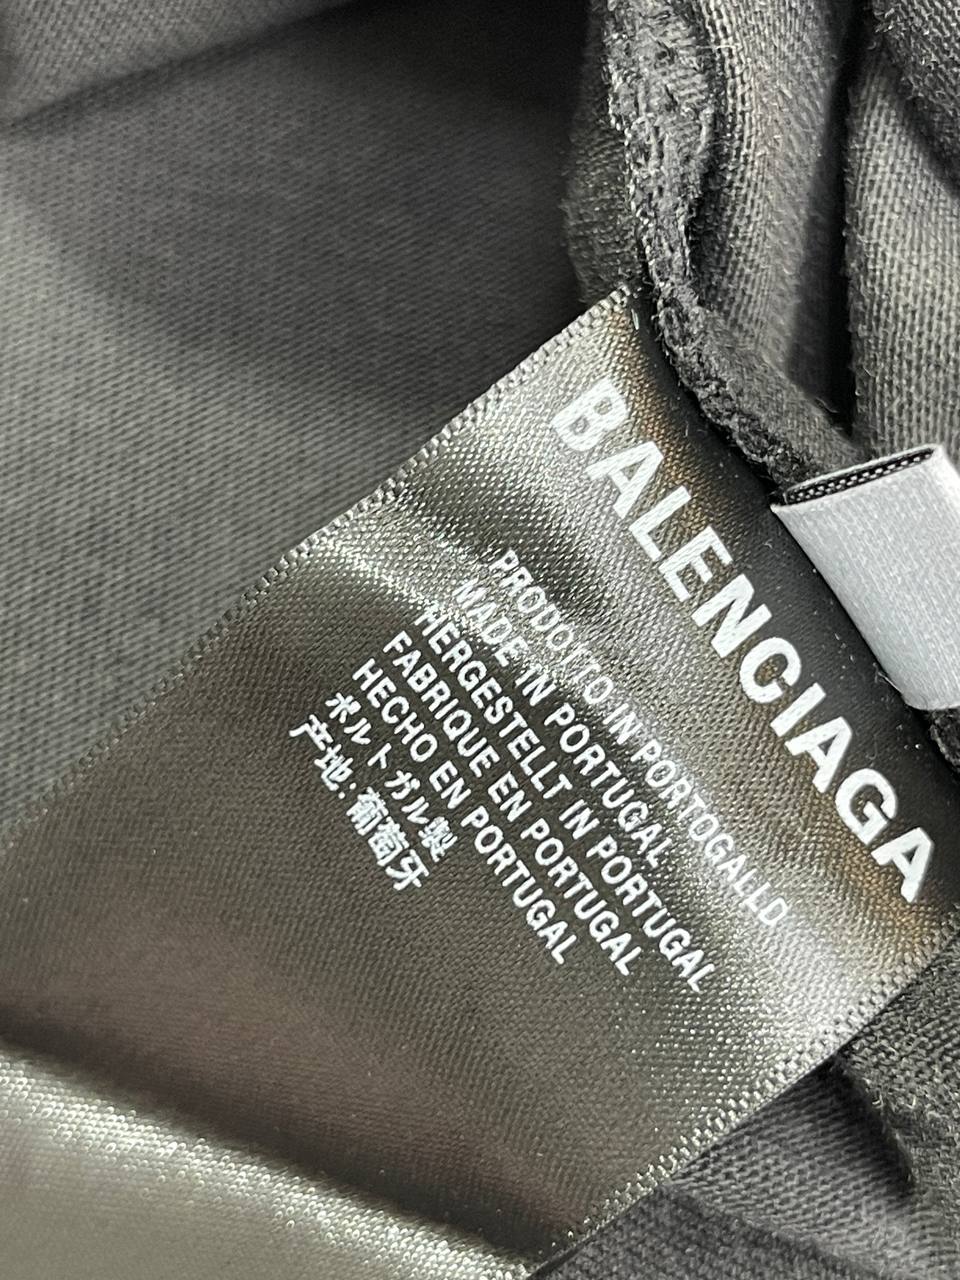 BALENCIAGA
PRODOTTO IN PORTOGALLO
MADE IN PORTUGAL
HERGESTELLT IN PORTUGAL
FABRIQUE EN PORTUGAL
HECHO EN PORTUGAL
ポルトガル製
产地:葡萄牙